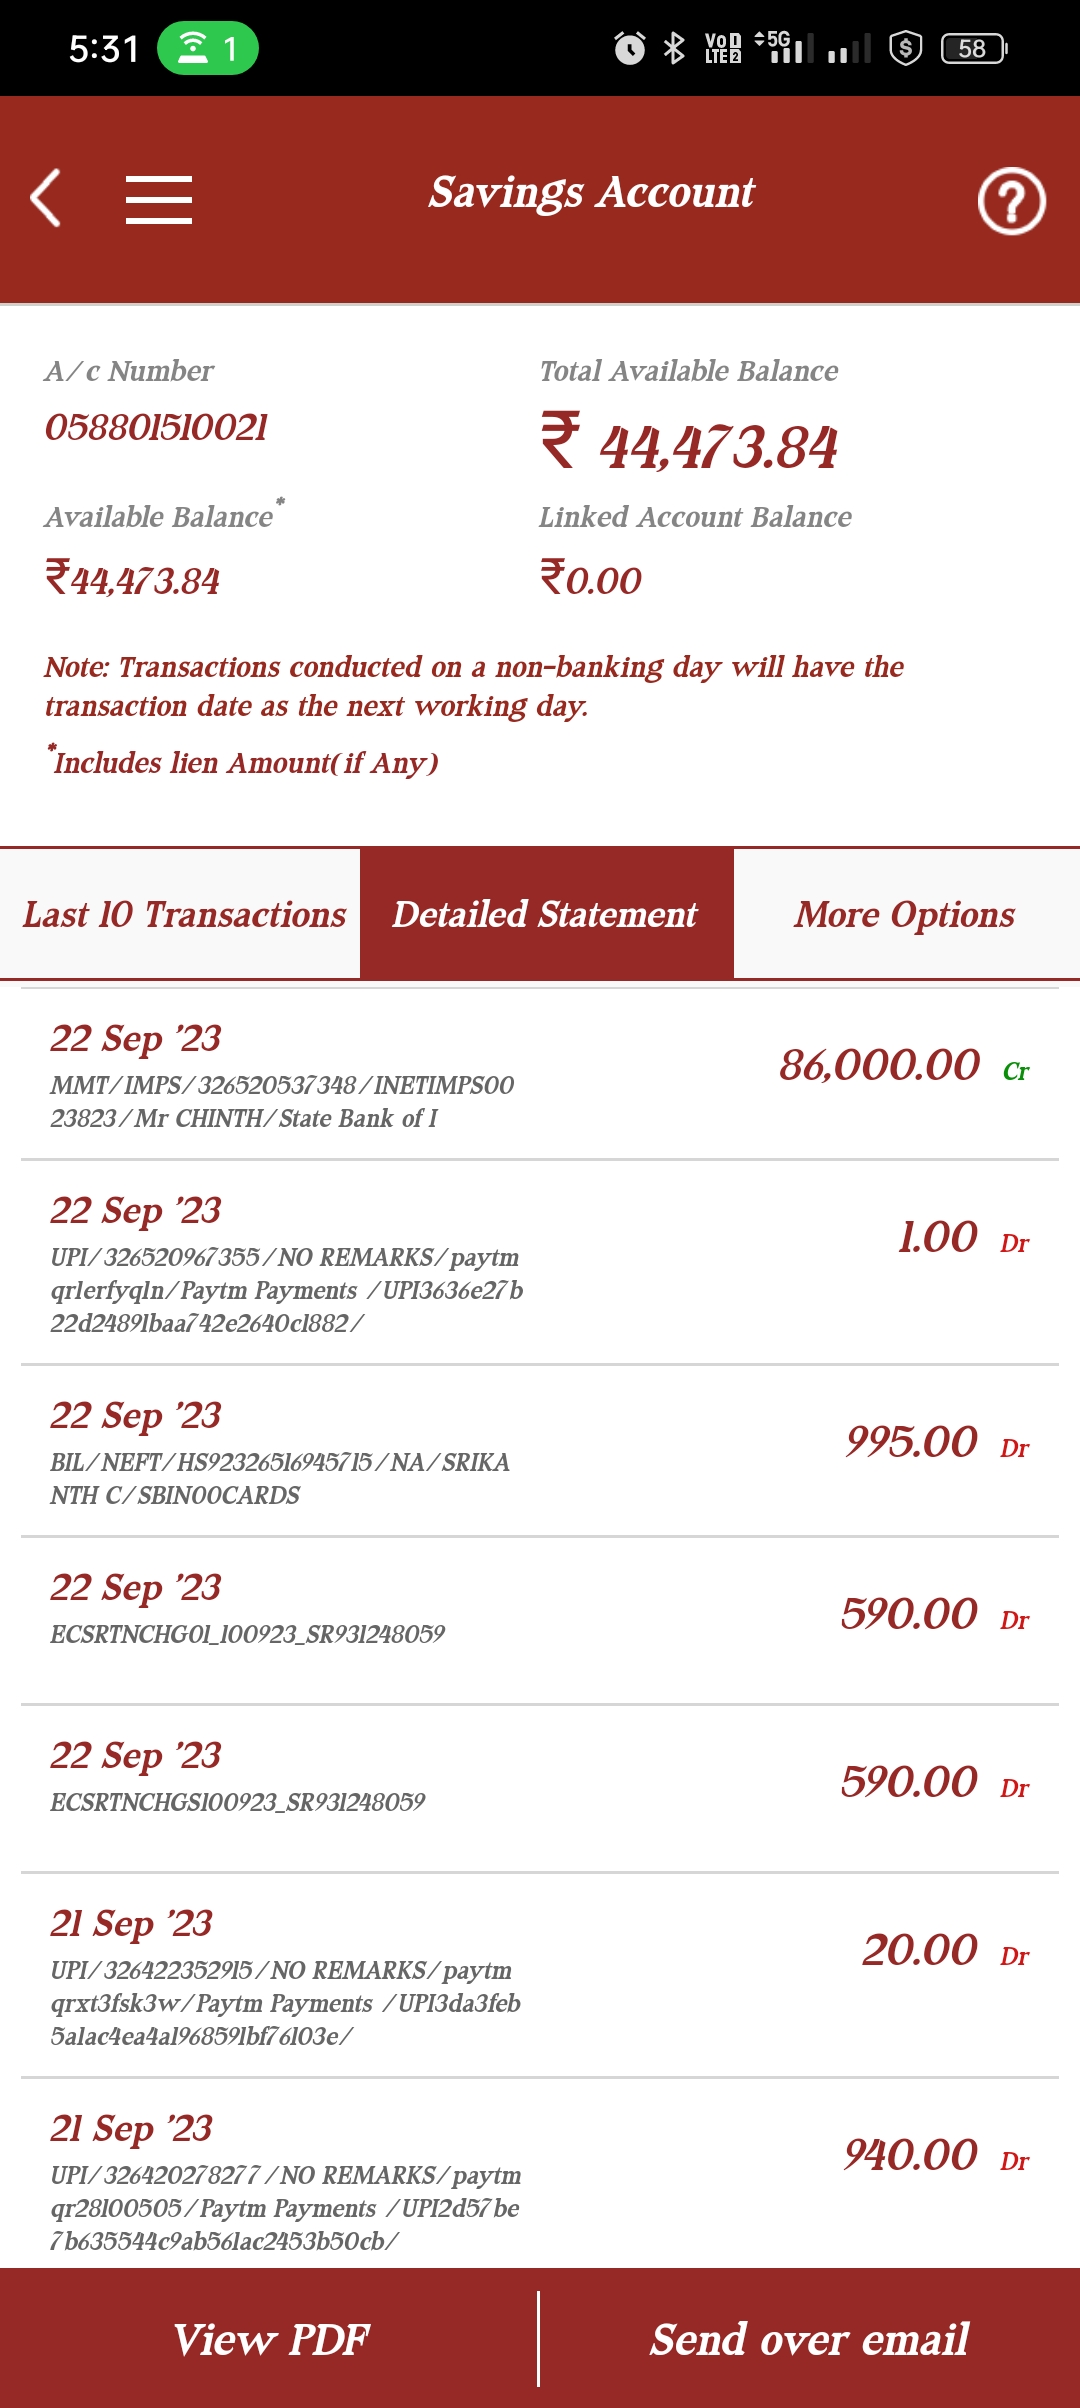 5:31
1
Vo 1
LTE 2
5G
58
Savings Account
A/c Number
Total Available Balance
058801510021
₹ 44,473.84
Available Balance*
Linked Account Balance
₹44,473.84
₹0.00
Note: Transactions conducted on a non-banking day will have the
transaction date as the next working day.
*Includes lien Amount(if Any)
Last 10 Transactions
Detailed Statement
More Options
22 Sep '23
86,000.00 Cr
MMT/IMPS/326520537348/INETIMPS00
23823/Mr CHINTH/State Bank of I
22 Sep '23
1.00 Dr
UPI/326520967355/NO REMARKS/paytm
qr1erfyq1n/Paytm Payments /UPI3636e27b
22d24891baa742e2640c1882/
22 Sep '23
995.00 Dr
BIL/NEFT/HS92326516945715/NA/SRIKA
NTH C/SBIN00CARDS
22 Sep '23
590.00 Dr
ECSRTNCHG01_100923_SR931248059
22 Sep '23
590.00 Dr
ECSRTNCHGS100923_SR931248059
21 Sep '23
20.00 Dr
UPI/326422352915/NO REMARKS/paytm
qrxt3fsk3w/Paytm Payments /UPI3da3feb
5a1ac4ea4a1968591bf76103e/
21 Sep '23
940.00 Dr
UPI/326420278277/NO REMARKS/paytm
qr28100505/Paytm Payments /UPI2d57be
7b635544c9ab561ac2453b50cb/
View PDF
Send over email